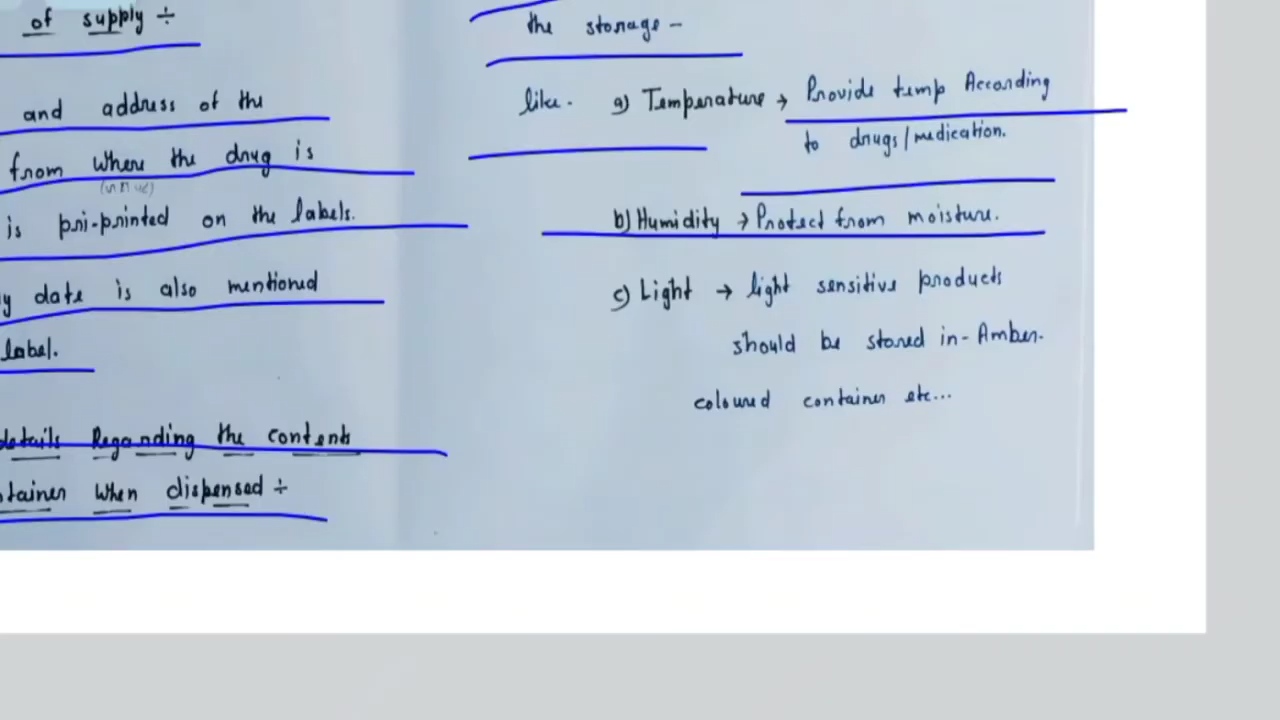 of supply ÷
and address of the
from where the drug is
is pri-printed on the labels.
y date is also mentioned
label.
details Regarding the contents
tainer when dispensed ÷
the storage -
like. a) Temperature → Provide temp According
to drugs/medication.
b) Humidity → Protect from moisture.
c) Light → light sensitive products
should be stored in- Amber.
coloured container etc...